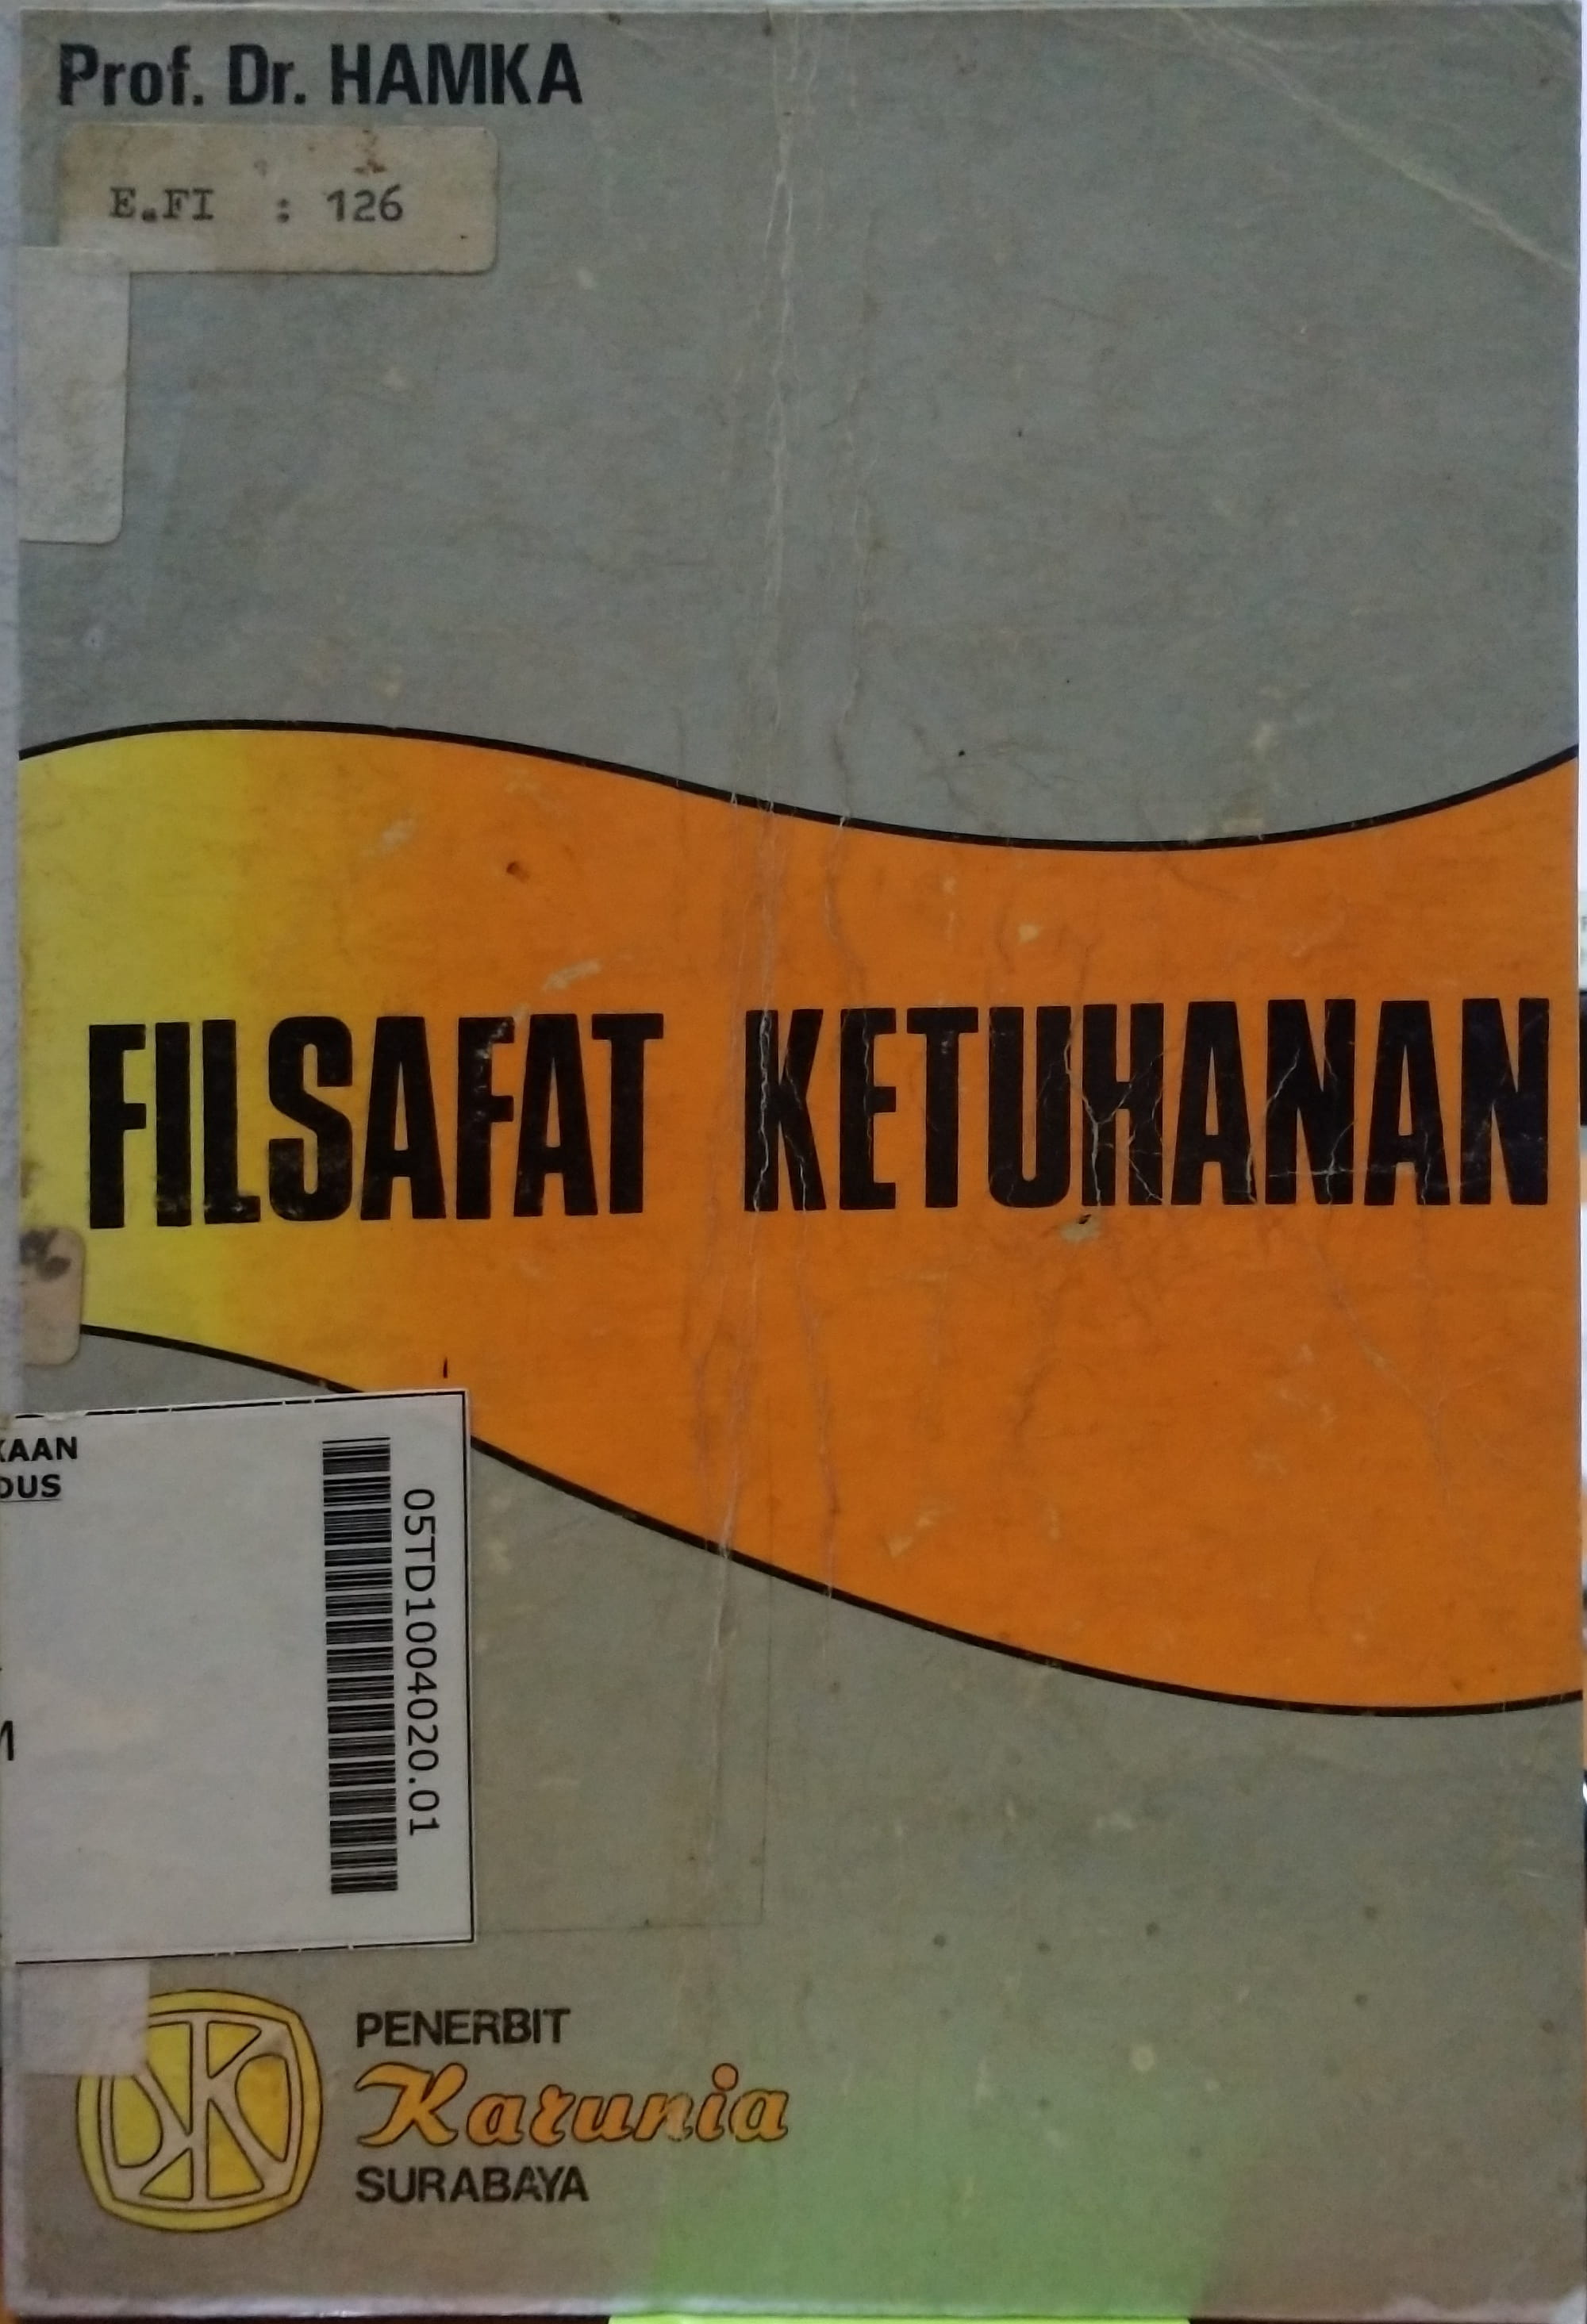 Prof. Dr. HAMKA
E.FI : 126
FILSAFAT KETUHANAN
KAAN
DUS
05TD1004020.01
M
PENERBIT
Karunia
SURABAYA